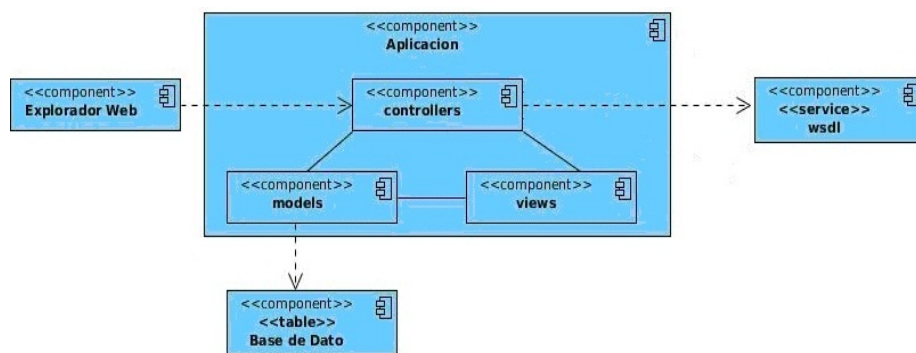 <<component>>
Aplicacion
<<component>>
Explorador Web
<<component>>
controllers
<<component>>
<<service>>
wsdl
<<component>>
models
<<component>>
views
<<component>>
<<table>>
Base de Dato